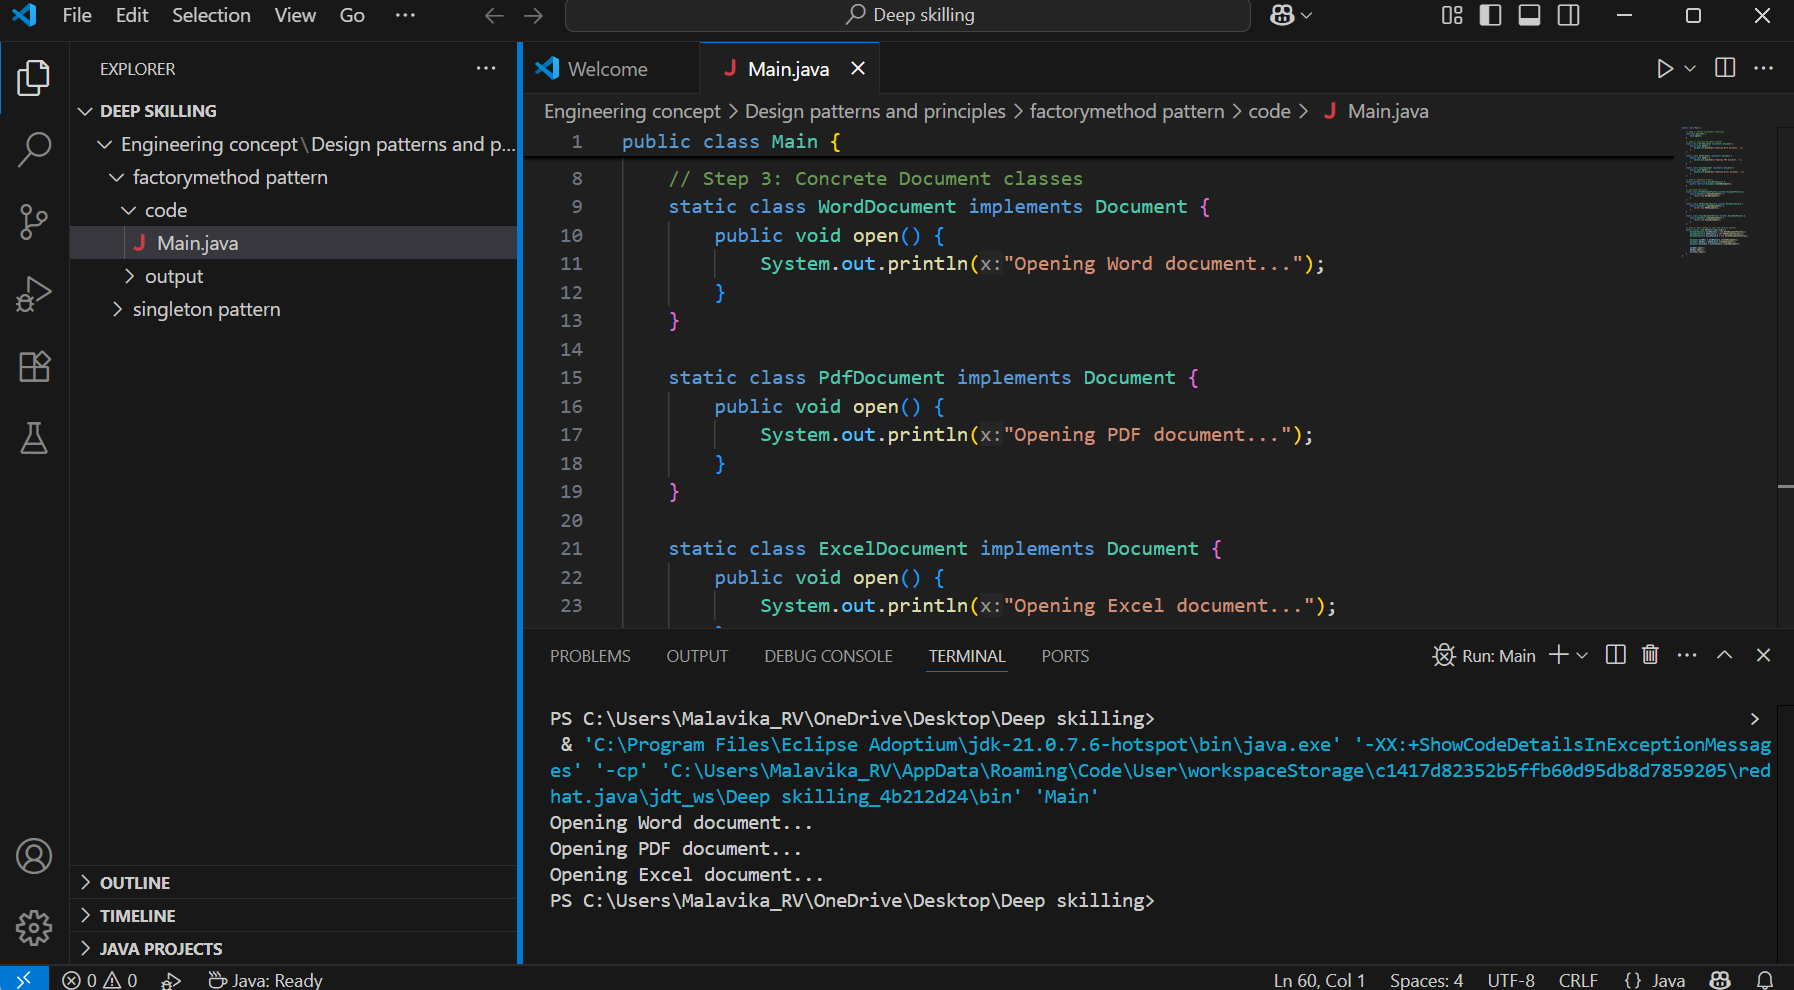 File Edit Selection View Go ··· Deep skilling
EXPLORER ···
DEEP SKILLING
Engineering concept\Design patterns and p...
factorymethod pattern
code
J Main.java
output
singleton pattern
OUTLINE
TIMELINE
JAVA PROJECTS
Welcome J Main.java
Engineering concept > Design patterns and principles > factorymethod pattern > code > J Main.java
1 public class Main {
8 // Step 3: Concrete Document classes
9 static class WordDocument implements Document {
10 public void open() {
11 System.out.println(x:"Opening Word document...");
12 }
13 }
14
15 static class PdfDocument implements Document {
16 public void open() {
17 System.out.println(x:"Opening PDF document...");
18 }
19 }
20
21 static class ExcelDocument implements Document {
22 public void open() {
23 System.out.println(x:"Opening Excel document...");
PROBLEMS OUTPUT DEBUG CONSOLE TERMINAL PORTS Run: Main
PS C:\Users\Malavika_RV\OneDrive\Desktop\Deep skilling>
& 'C:\Program Files\Eclipse Adoptium\jdk-21.0.7.6-hotspot\bin\java.exe' '-XX:+ShowCodeDetailsInExceptionMessag
es' '-cp' 'C:\Users\Malavika_RV\AppData\Roaming\Code\User\workspaceStorage\c1417d82352b5ffb60d95db8d7859205\red
hat.java\jdt_ws\Deep skilling_4b212d24\bin' 'Main'
Opening Word document...
Opening PDF document...
Opening Excel document...
PS C:\Users\Malavika_RV\OneDrive\Desktop\Deep skilling>
0 0 Java: Ready Ln 60, Col 1 Spaces: 4 UTF-8 CRLF {} Java